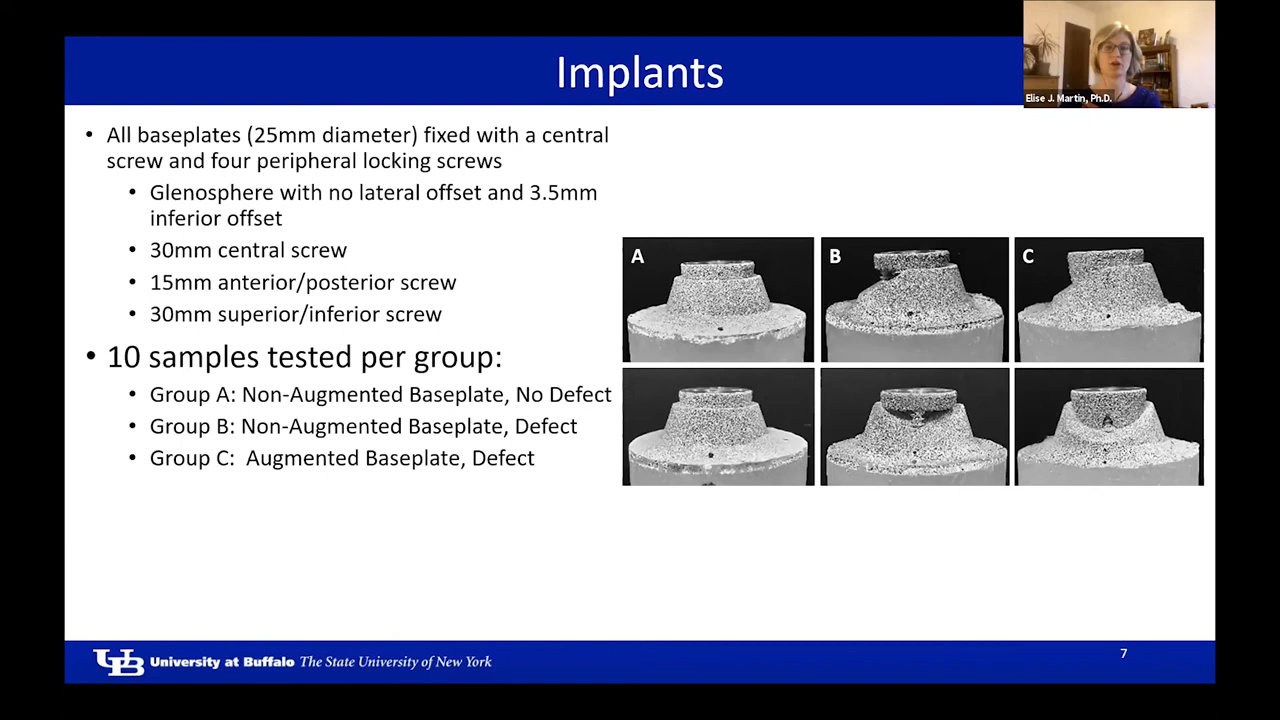 Implants
Elise J. Martin, Ph.D.
• All baseplates (25mm diameter) fixed with a central
screw and four peripheral locking screws
• Glenosphere with no lateral offset and 3.5mm
inferior offset
• 30mm central screw
• 15mm anterior/posterior screw
• 30mm superior/inferior screw
• 10 samples tested per group:
• Group A: Non-Augmented Baseplate, No Defect
• Group B: Non-Augmented Baseplate, Defect
• Group C:  Augmented Baseplate, Defect
A
B
C
UB University at Buffalo The State University of New York
7